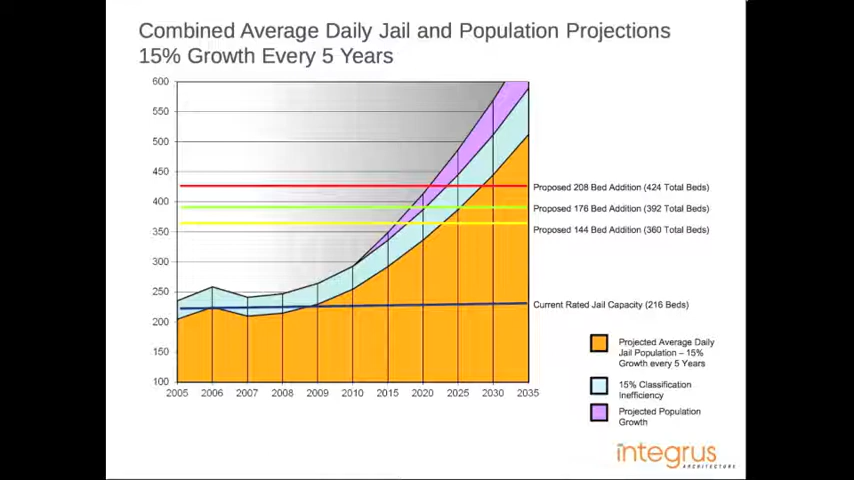 Combined Average Daily Jail and Population Projections
15% Growth Every 5 Years
600
550
500
450
400
350
300
250
200
150
100
2005 2006 2007 2008 2009 2010 2015 2020 2025 2030 2035
Proposed 208 Bed Addition (424 Total Beds)
Proposed 176 Bed Addition (392 Total Beds)
Proposed 144 Bed Addition (360 Total Beds)
Current Rated Jail Capacity (216 Beds)
Projected Average Daily
Jail Population – 15%
Growth every 5 Years
15% Classification
Inefficiency
Projected Population
Growth
integrus
ARCHITECTURE